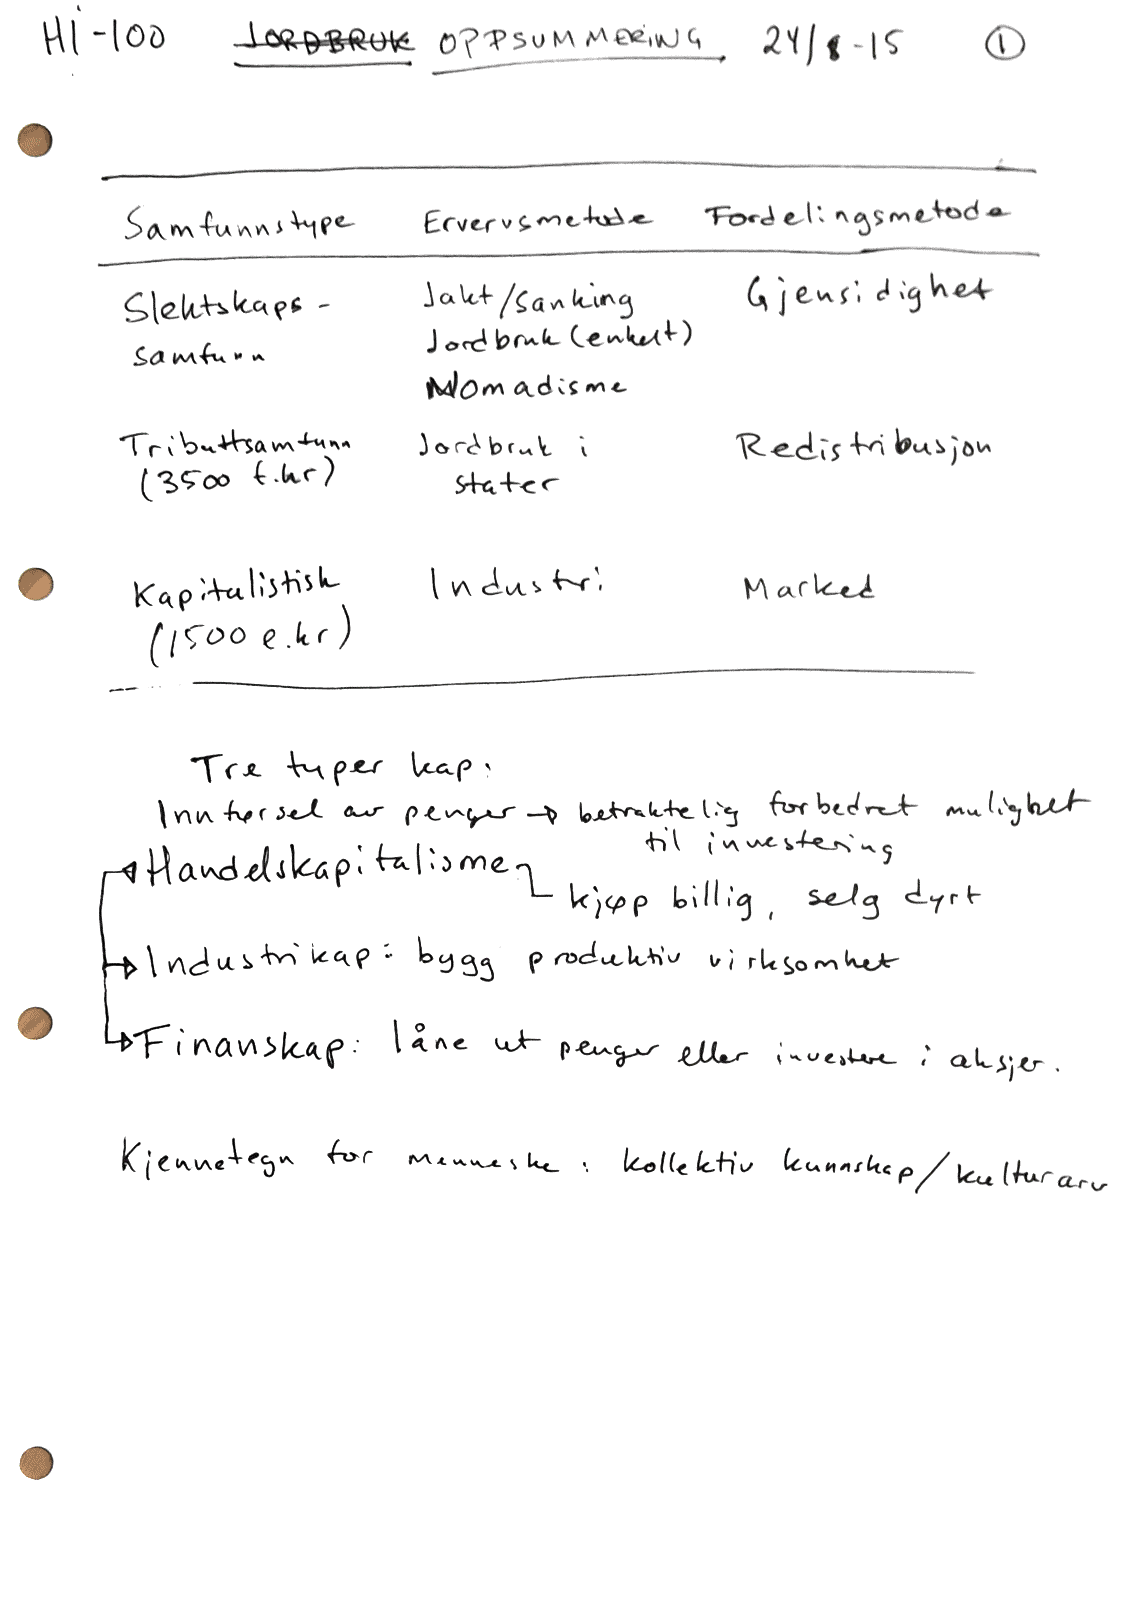 HI-100 JORDBRUK OPPSUMMERING 24/8-15 1
Samfunnstype Ervervsmetode Fordelingsmetode
Slektskaps- Jakt/Sanking Gjensidighet
samfunn Jordbruk (enkelt)
Nomadisme
Tributtsamfunn Jordbruk i Redistribusjon
(3500 f.kr) stater
Kapitalistisk Industri Marked
(1500 e.kr)
Tre typer kap:
Innførsel av penger → betraktelig forbedret mulighet
til investering
Handelskapitalisme
kjøp billig, selg dyrt
Industrikap: bygg produktiv virksomhet
Finanskap: låne ut penger eller investere i aksjer.
Kjennetegn for menneske: kollektiv kunnskap/kulturarv